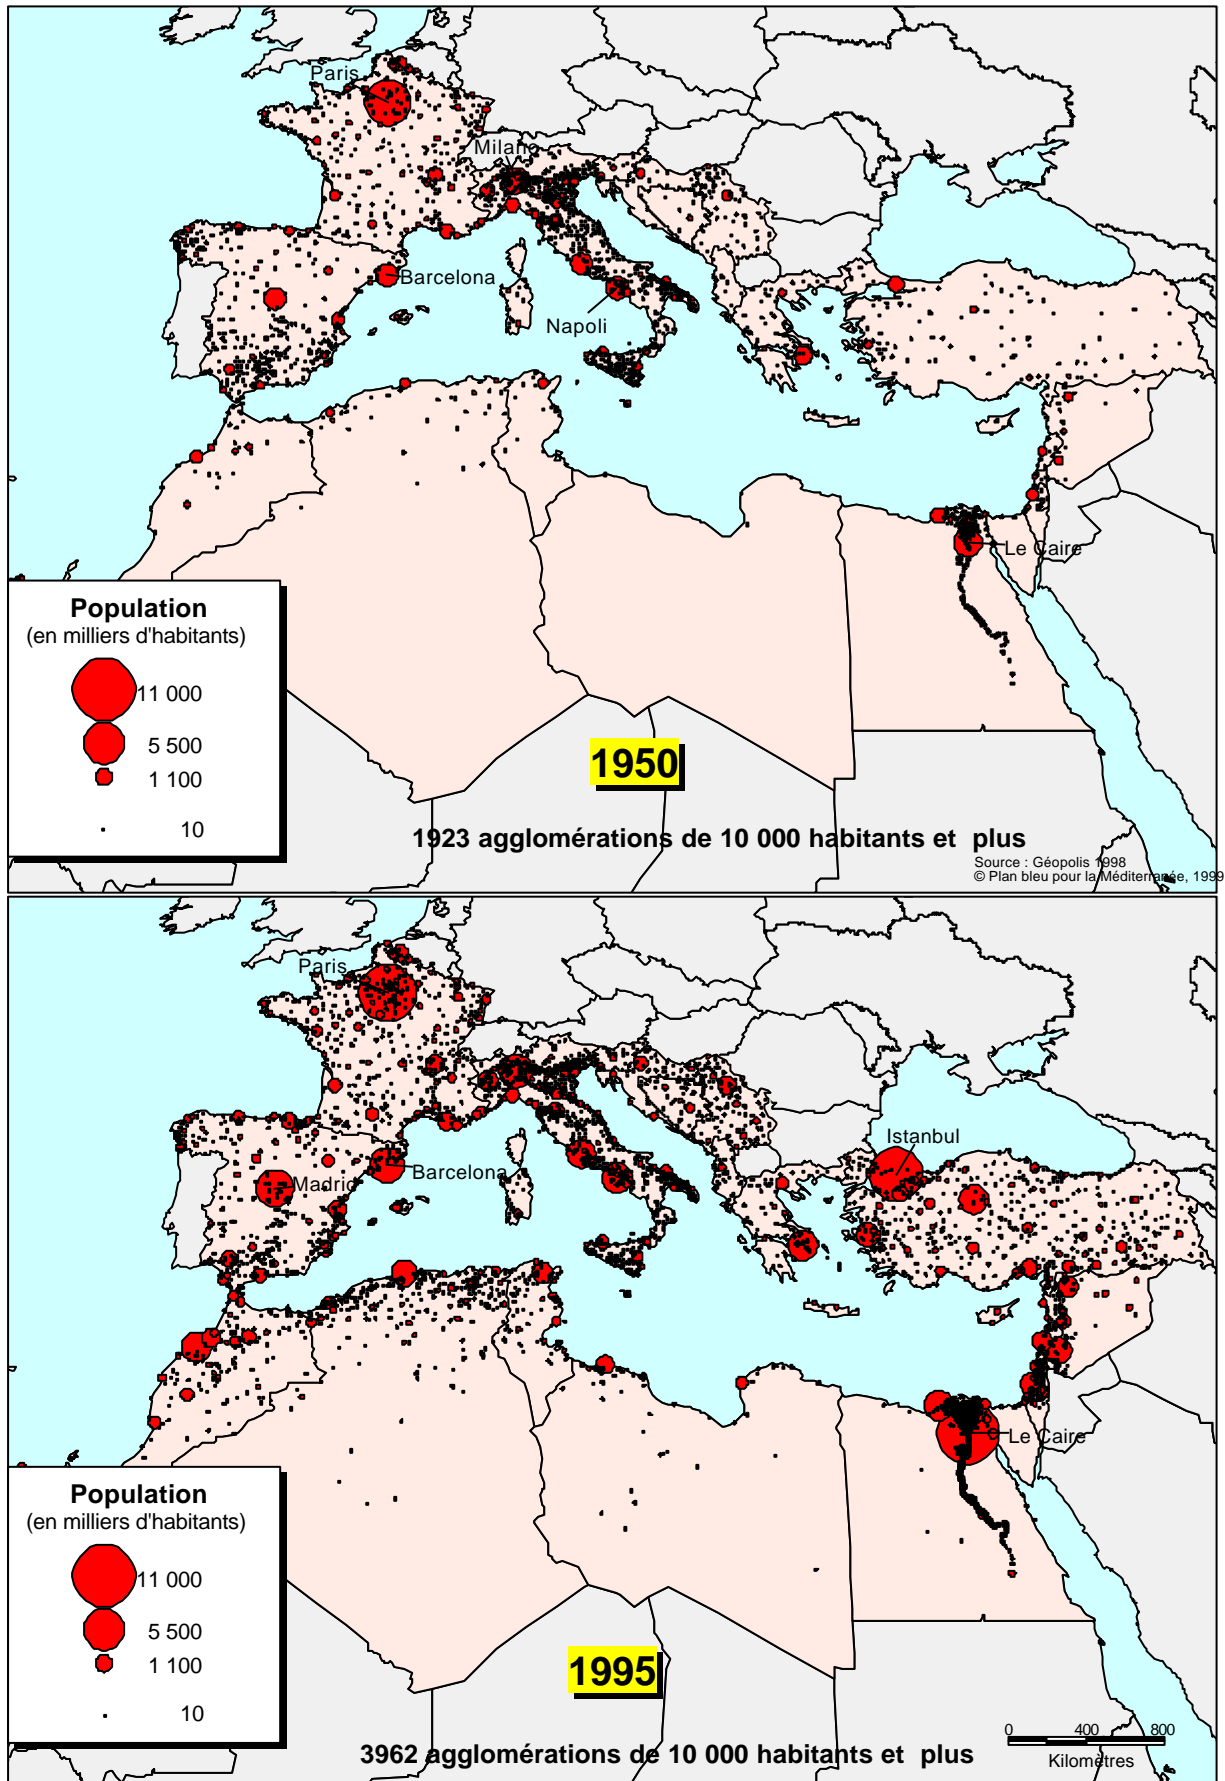 Paris
Milano
Barcelona
Napoli
Le Caire
Population
(en milliers d'habitants)
11 000
5 500
1 100
10
1950
1923 agglomérations de 10 000 habitants et plus
Source : Géopolis 1998
© Plan bleu pour la Méditerranée, 1999
Paris
Istanbul
Barcelona
Madrid
Le Caire
Population
(en milliers d'habitants)
11 000
5 500
1 100
10
1995
0 400 800
Kilomètres
3962 agglomérations de 10 000 habitants et plus